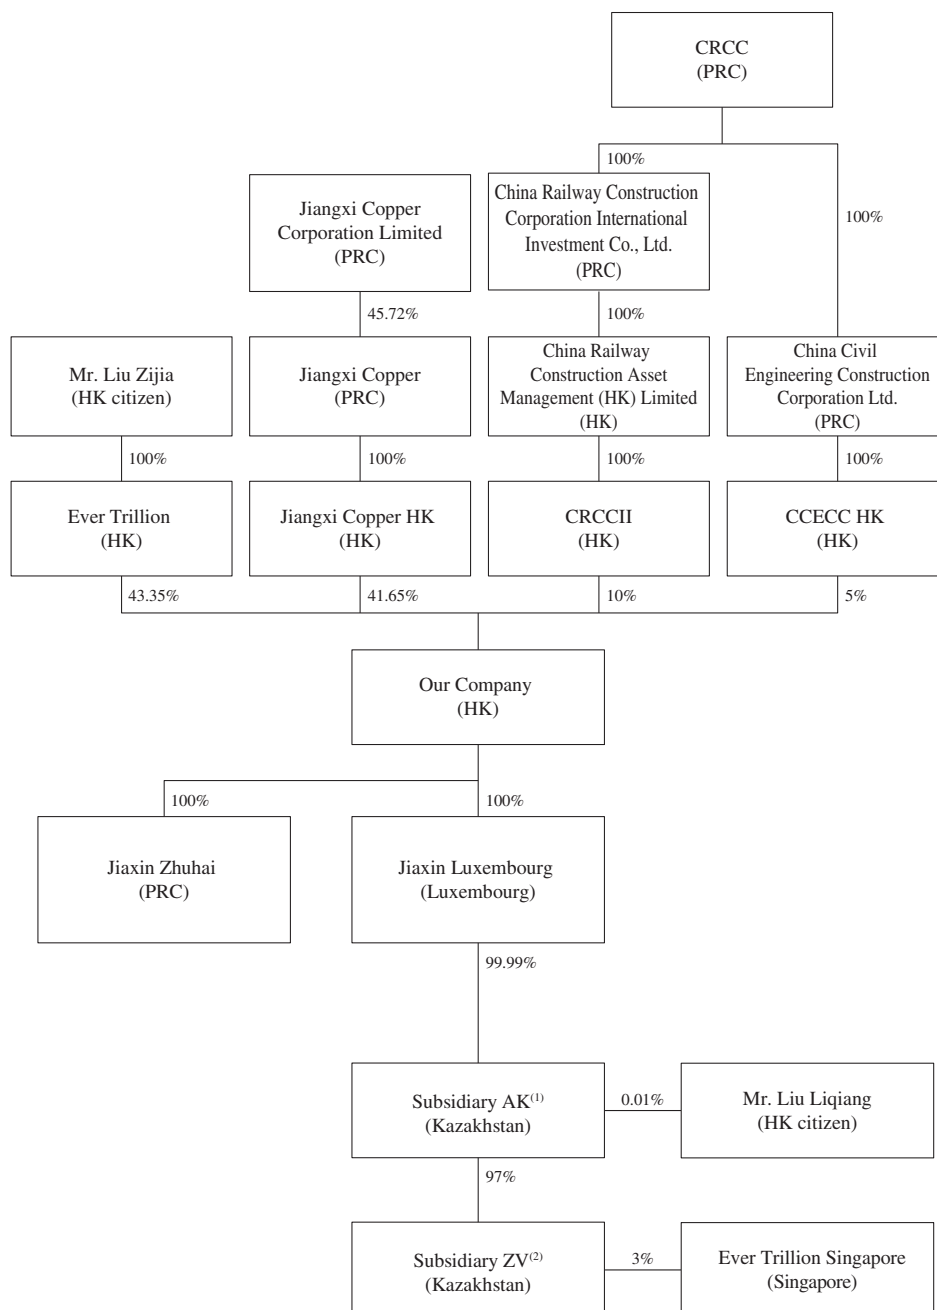 CRCC
(PRC)
100%
100%
Jiangxi Copper
Corporation Limited
(PRC)
China Railway Construction
Corporation International
Investment Co., Ltd.
(PRC)
45.72%
100%
Mr. Liu Zijia
(HK citizen)
Jiangxi Copper
(PRC)
China Railway
Construction Asset
Management (HK) Limited
(HK)
China Civil
Engineering Construction
Corporation Ltd.
(PRC)
100%
100%
100%
100%
Ever Trillion
(HK)
Jiangxi Copper HK
(HK)
CRCCII
(HK)
CCECC HK
(HK)
43.35%
41.65%
10%
5%
Our Company
(HK)
100%
100%
Jiaxin Zhuhai
(PRC)
Jiaxin Luxembourg
(Luxembourg)
99.99%
Subsidiary AK(1)
(Kazakhstan)
0.01%
Mr. Liu Liqiang
(HK citizen)
97%
Subsidiary ZV(2)
(Kazakhstan)
3%
Ever Trillion Singapore
(Singapore)